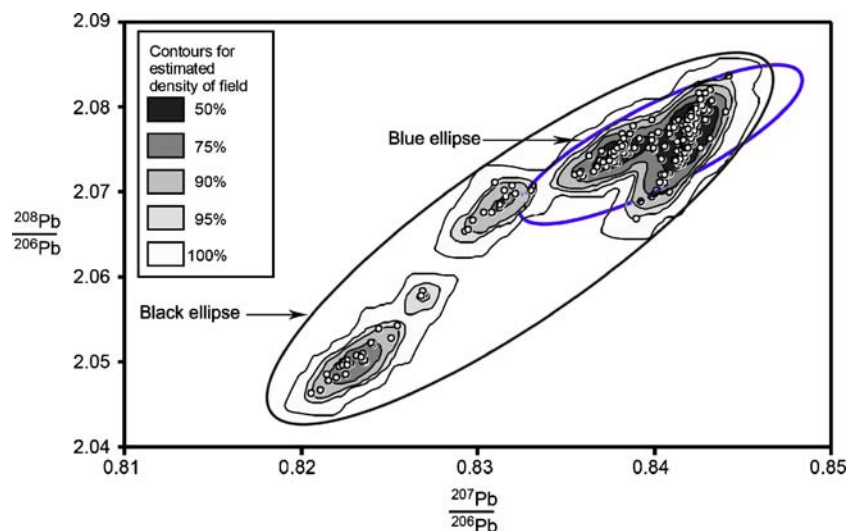 2.09
Contours for
estimated
density of field
50%
2.08
75%
Blue ellipse
90%
2.07
95%
208Pb
206Pb
100%
2.06
Black ellipse
2.05
2.04
0.81
0.82
0.83
0.84
0.85
207Pb
206Pb